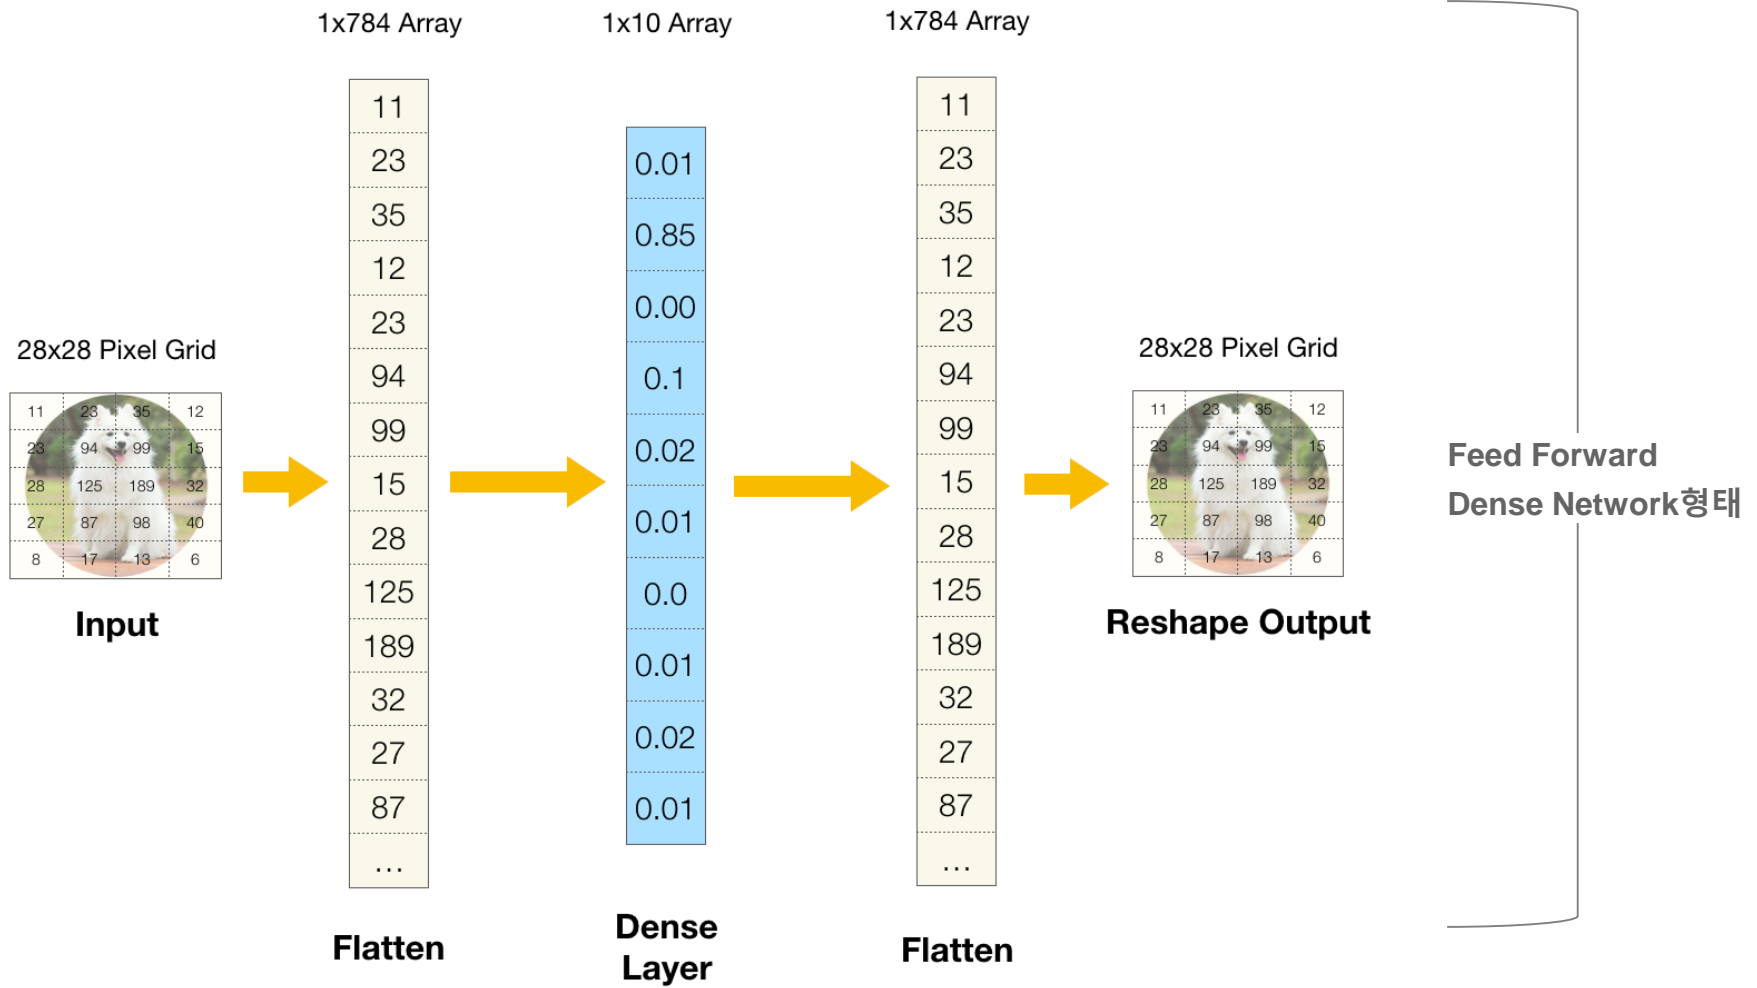 1x784 Array
1x10 Array
1x784 Array
28x28 Pixel Grid
11 23 35 12
23 94 99 15
28 125 189 32
27 87 98 40
8 17 13 6
Input
11
23
35
12
23
94
99
15
28
125
189
32
27
87
...
Flatten
0.01
0.85
0.00
0.1
0.02
0.01
0.0
0.01
0.02
0.01
Dense
Layer
11
23
35
12
23
94
99
15
28
125
189
32
27
87
...
Flatten
28x28 Pixel Grid
11 23 35 12
23 94 99 15
28 125 189 32
27 87 98 40
8 17 13 6
Reshape Output
Feed Forward
Dense Network형태